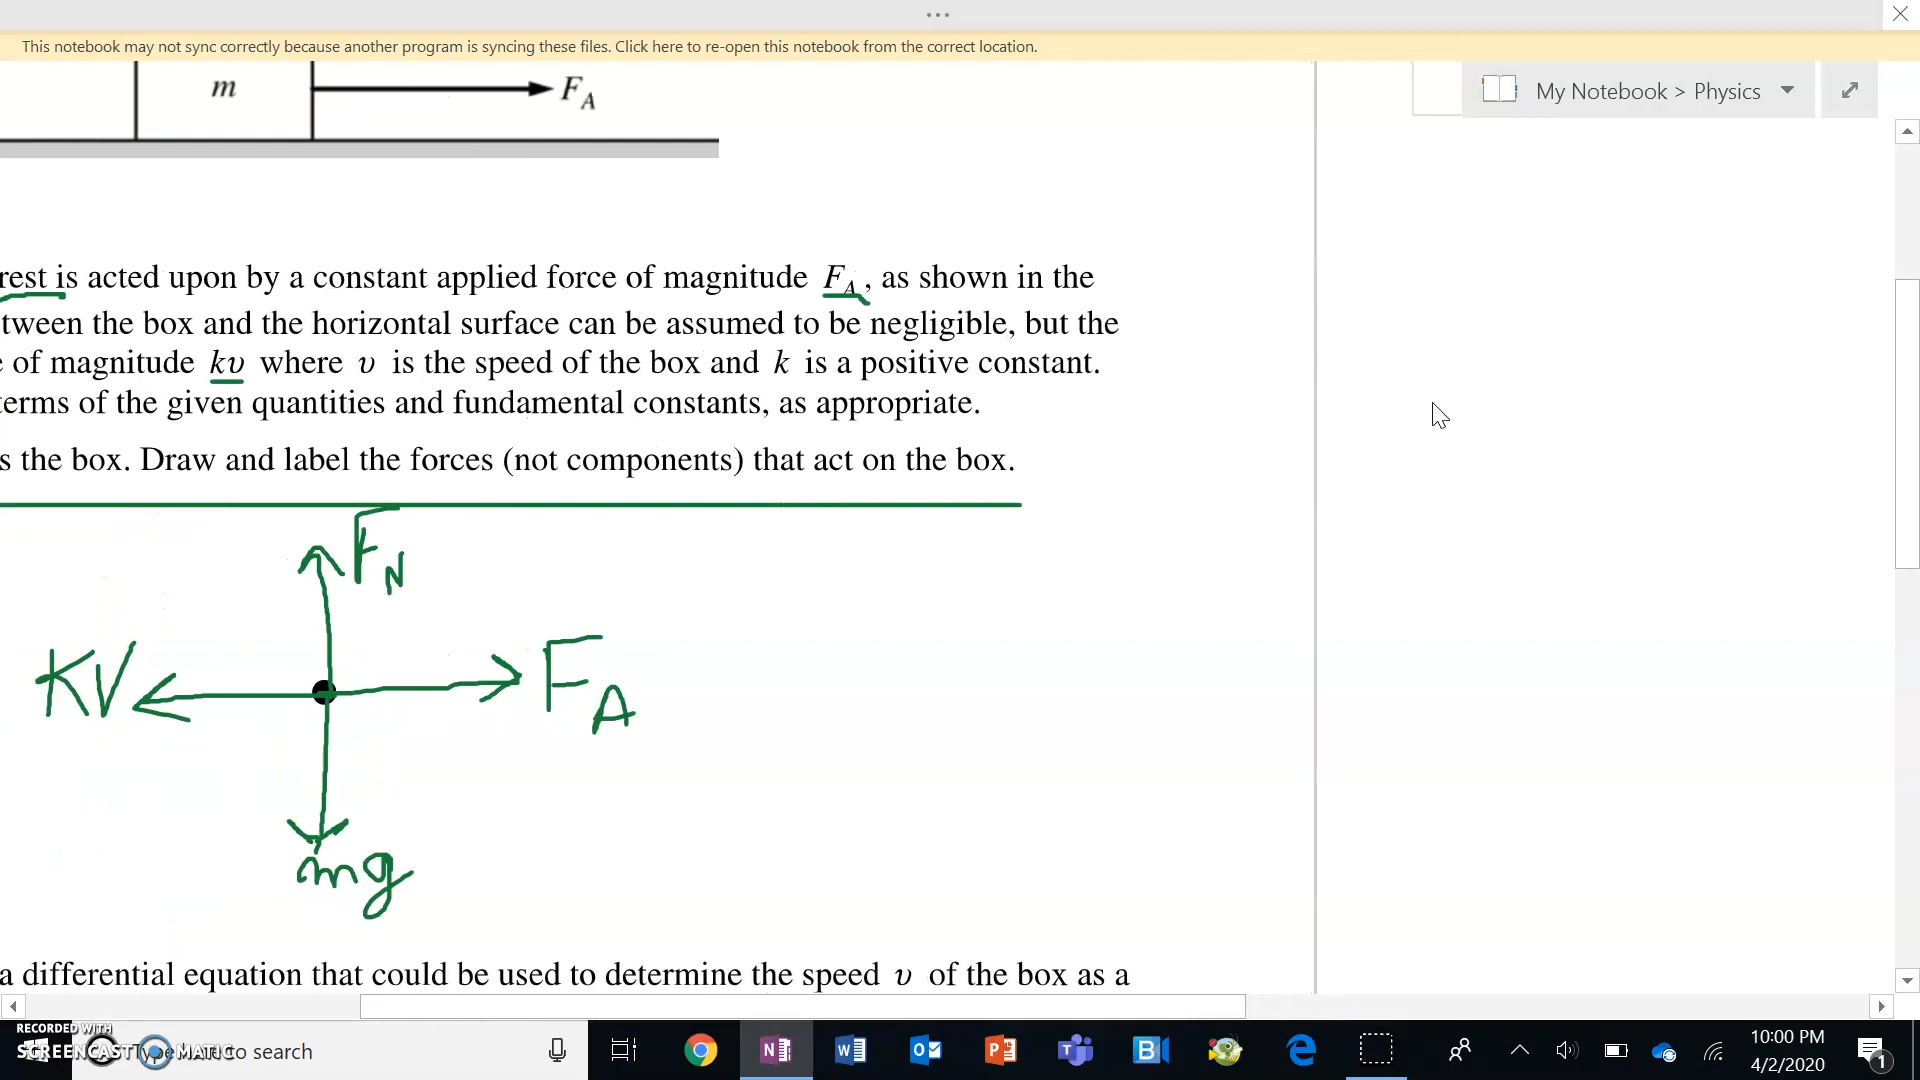 This notebook may not sync correctly because another program is syncing these files. Click here to re-open this notebook from the correct location.
My Notebook > Physics
m
F_A
rest is acted upon by a constant applied force of magnitude F_A, as shown in the
tween the box and the horizontal surface can be assumed to be negligible, but the
e of magnitude kv where v is the speed of the box and k is a positive constant.
terms of the given quantities and fundamental constants, as appropriate.
s the box. Draw and label the forces (not components) that act on the box.
F_N
KV
F_A
mg
a differential equation that could be used to determine the speed v of the box as a
RECORDED WITH
SCREENCAST MATIC
Type here to search
10:00 PM
4/2/2020
1